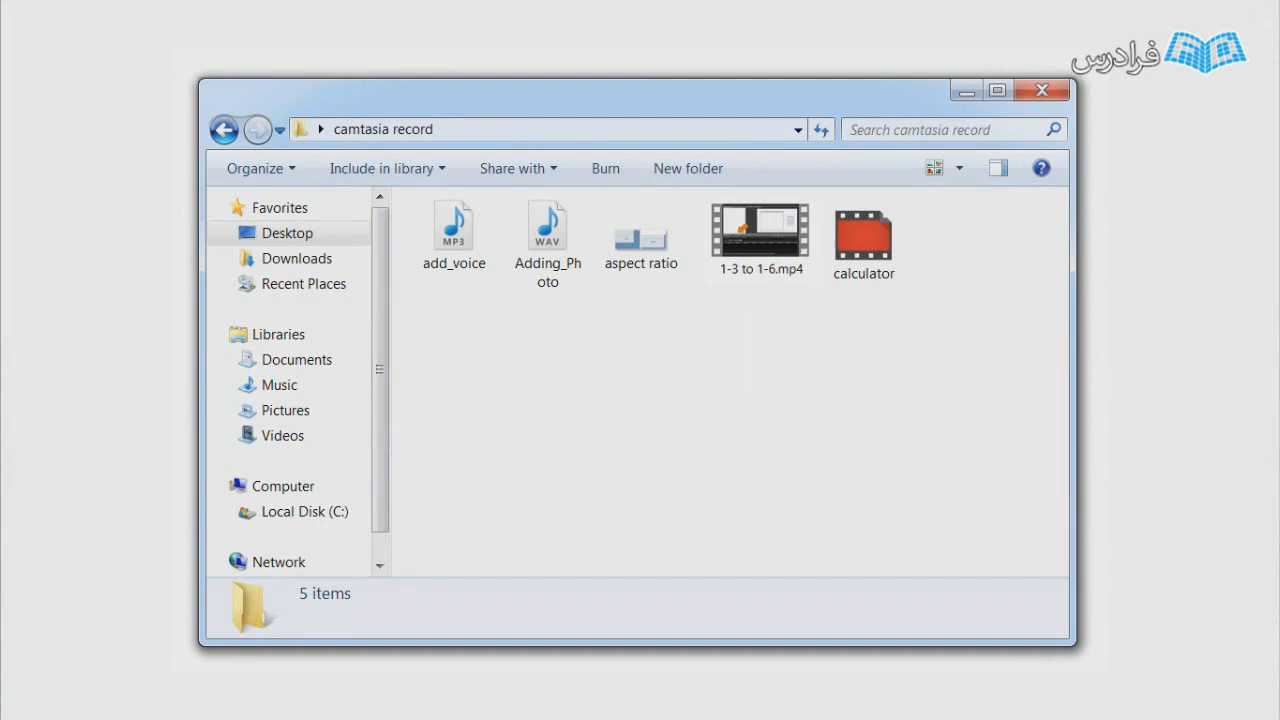 فرادرس
camtasia record
Search camtasia record
Organize
Include in library
Share with
Burn
New folder
Favorites
Desktop
Downloads
Recent Places
Libraries
Documents
Music
Pictures
Videos
Computer
Local Disk (C:)
Network
MP3
add_voice
WAV
Adding_Ph
oto
aspect ratio
1-3 to 1-6.mp4
calculator
5 items